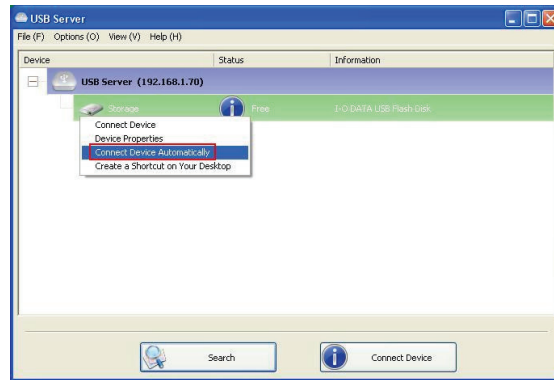 USB Server
File (F) Options (O) View (V) Help (H)
Device Status Information
USB Server (192.168.1.70)
Storage Free I-O DATA USB Flash Disk
Connect Device
Device Properties
Connect Device Automatically
Create a Shortcut on Your Desktop
Search Connect Device